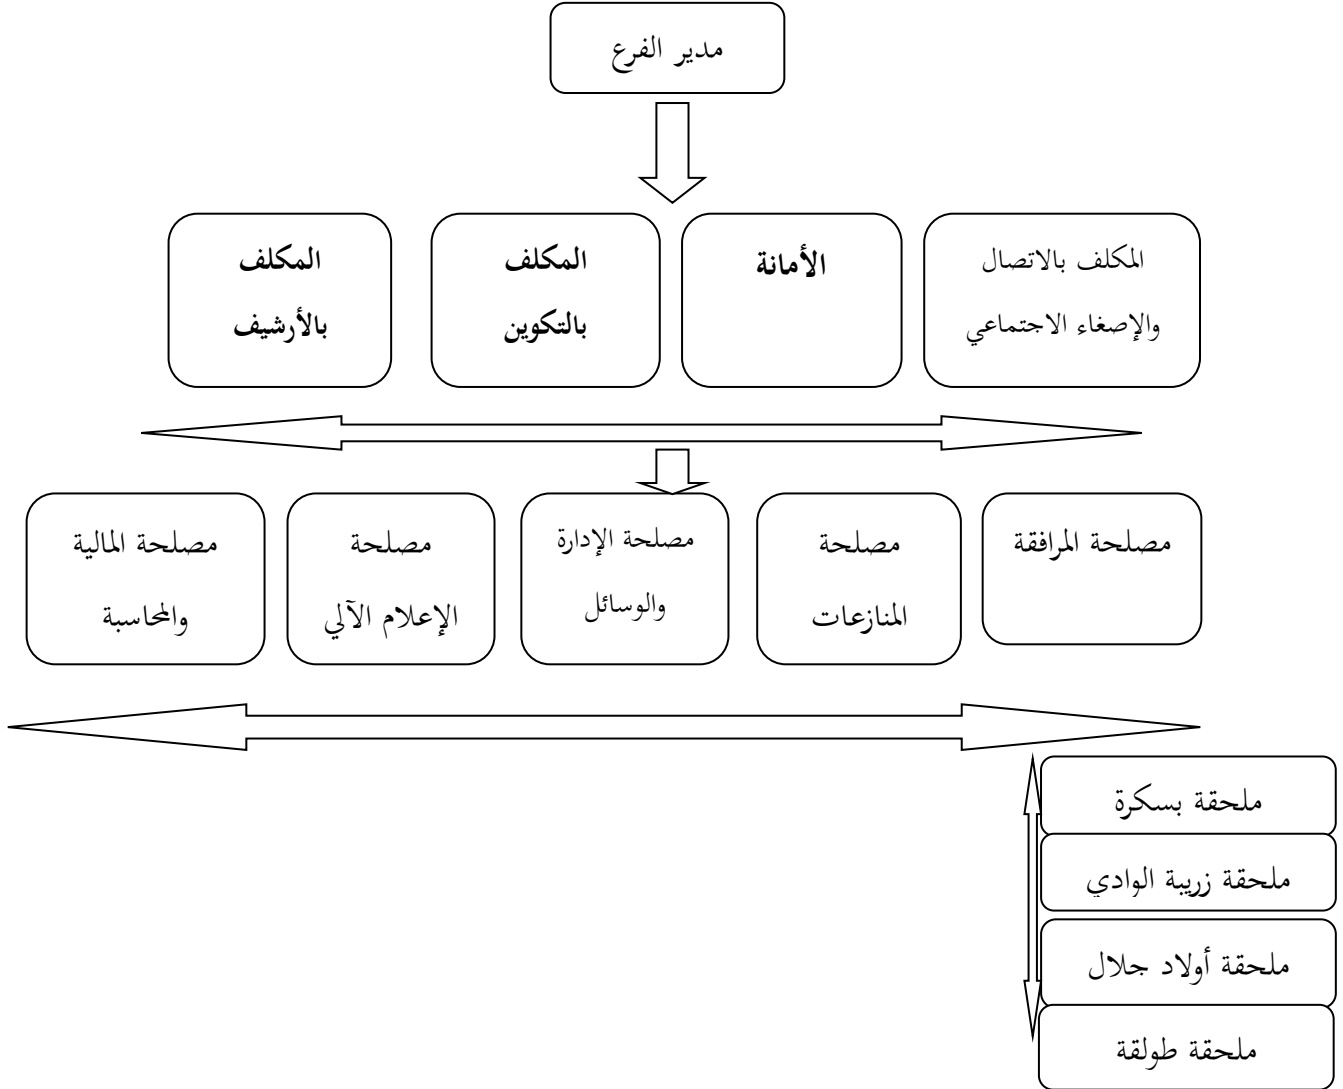 مدير الفرع
المكلف بالاتصال
والإصغاء الاجتماعي
الأمانة
المكلف
بالتكوين
المكلف
بالأرشيف
مصلحة المرافقة
مصلحة
المنازعات
مصلحة الإدارة
والوسائل
مصلحة
الإعلام الآلي
مصلحة المالية
والمحاسبة
ملحقة بسكرة
ملحقة زريبة الوادي
ملحقة أولاد جلال
ملحقة طولقة